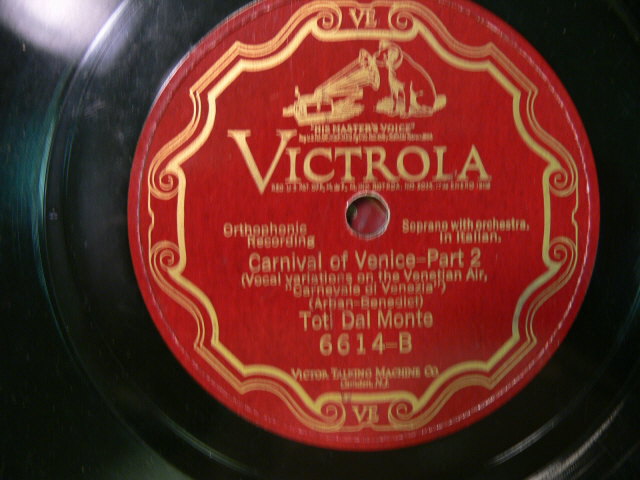 VE
"HIS MASTER'S VOICE"
VICTROLA
Orthophonic
Recording
Soprano with orchestra,
in Italian.
Carnival of Venice-Part 2
(Vocal variations on the Venetian Air,
"Carnevale di Venezia")
(Arban-Benedict)
Toti Dal Monte
6614-B
VICTOR TALKING MACHINE CO.
Camden, N.J.
VE